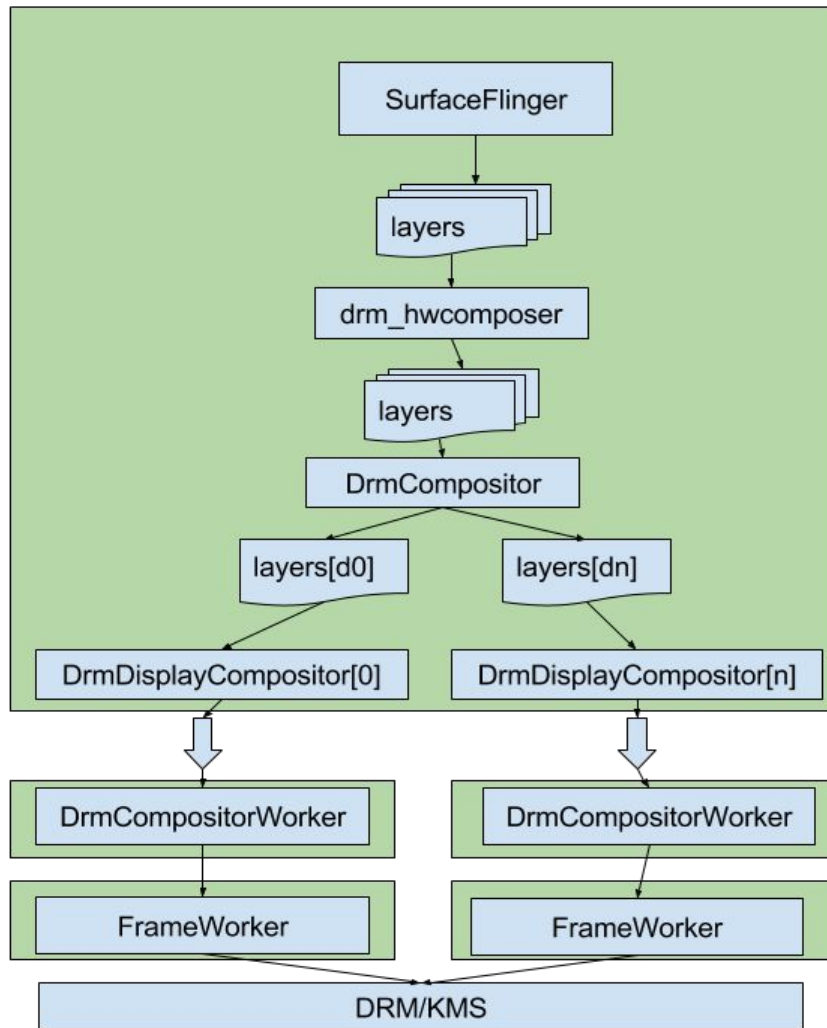 SurfaceFlinger
layers
drm_hwcomposer
layers
DrmCompositor
layers[d0]
layers[dn]
DrmDisplayCompositor[0]
DrmDisplayCompositor[n]
DrmCompositorWorker
DrmCompositorWorker
FrameWorker
FrameWorker
DRM/KMS